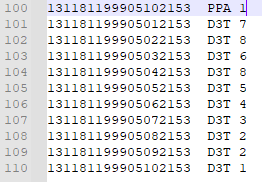 100 131181199905102153 PPA 1
101 131181199905012153 D3T 7
102 131181199905022153 D3T 8
103 131181199905032153 D3T 6
104 131181199905042153 D3T 8
105 131181199905052153 D3T 5
106 131181199905062153 D3T 4
107 131181199905072153 D3T 3
108 131181199905082153 D3T 2
109 131181199905092153 D3T 2
110 131181199905102153 D3T 1